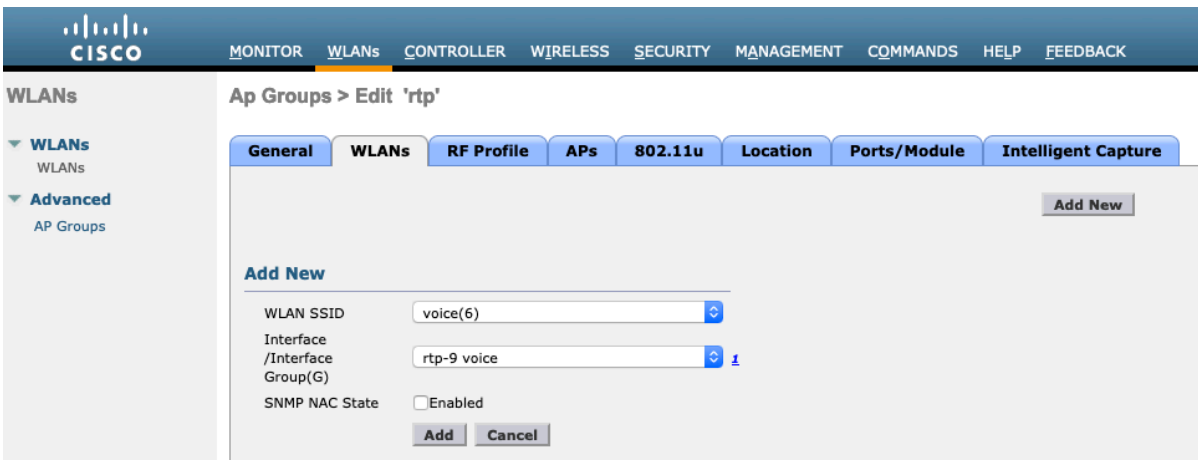 CISCO
MONITOR WLANs CONTROLLER WIRELESS SECURITY MANAGEMENT COMMANDS HELP FEEDBACK
WLANs
Ap Groups > Edit 'rtp'
WLANs
WLANs
Advanced
AP Groups
General WLANs RF Profile APs 802.11u Location Ports/Module Intelligent Capture
Add New
Add New
WLAN SSID voice(6)
Interface
/Interface
Group(G)
rtp-9 voice 1
SNMP NAC State Enabled
Add Cancel